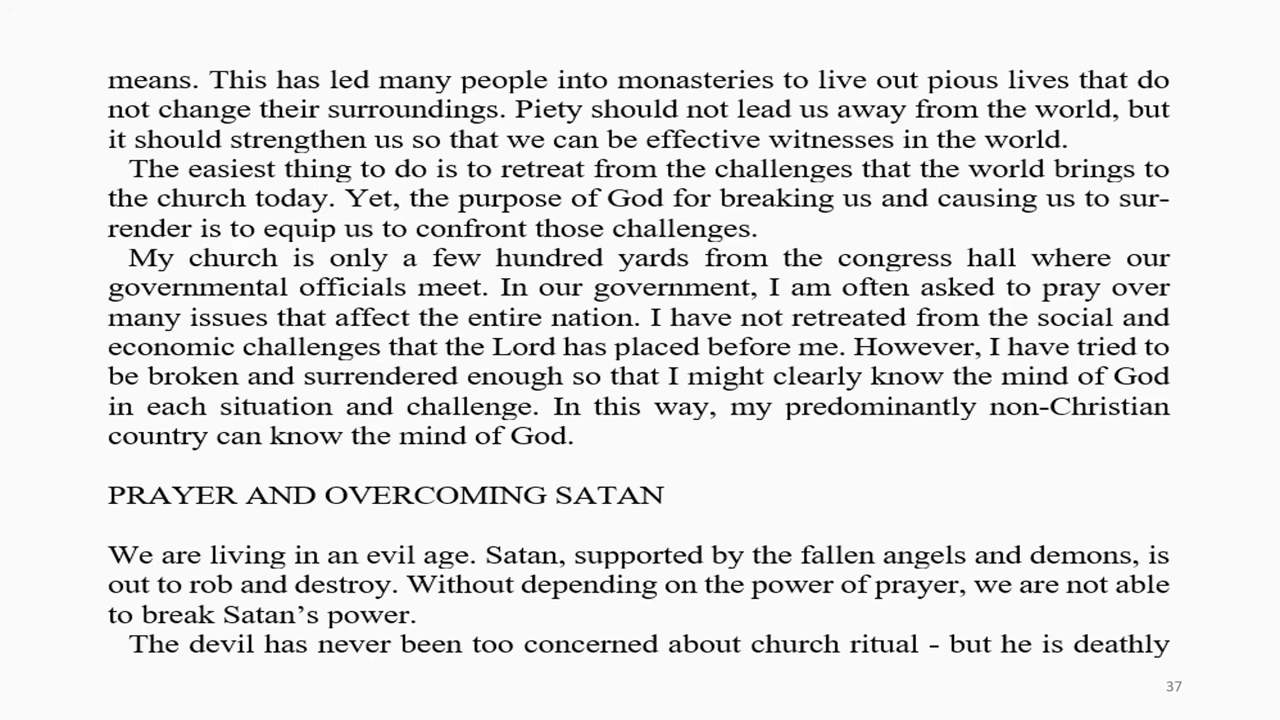 means. This has led many people into monasteries to live out pious lives that do
not change their surroundings. Piety should not lead us away from the world, but
it should strengthen us so that we can be effective witnesses in the world.
The easiest thing to do is to retreat from the challenges that the world brings to
the church today. Yet, the purpose of God for breaking us and causing us to sur-
render is to equip us to confront those challenges.
My church is only a few hundred yards from the congress hall where our
governmental officials meet. In our government, I am often asked to pray over
many issues that affect the entire nation. I have not retreated from the social and
economic challenges that the Lord has placed before me. However, I have tried to
be broken and surrendered enough so that I might clearly know the mind of God
in each situation and challenge. In this way, my predominantly non-Christian
country can know the mind of God.
PRAYER AND OVERCOMING SATAN
We are living in an evil age. Satan, supported by the fallen angels and demons, is
out to rob and destroy. Without depending on the power of prayer, we are not able
to break Satan’s power.
The devil has never been too concerned about church ritual - but he is deathly
37